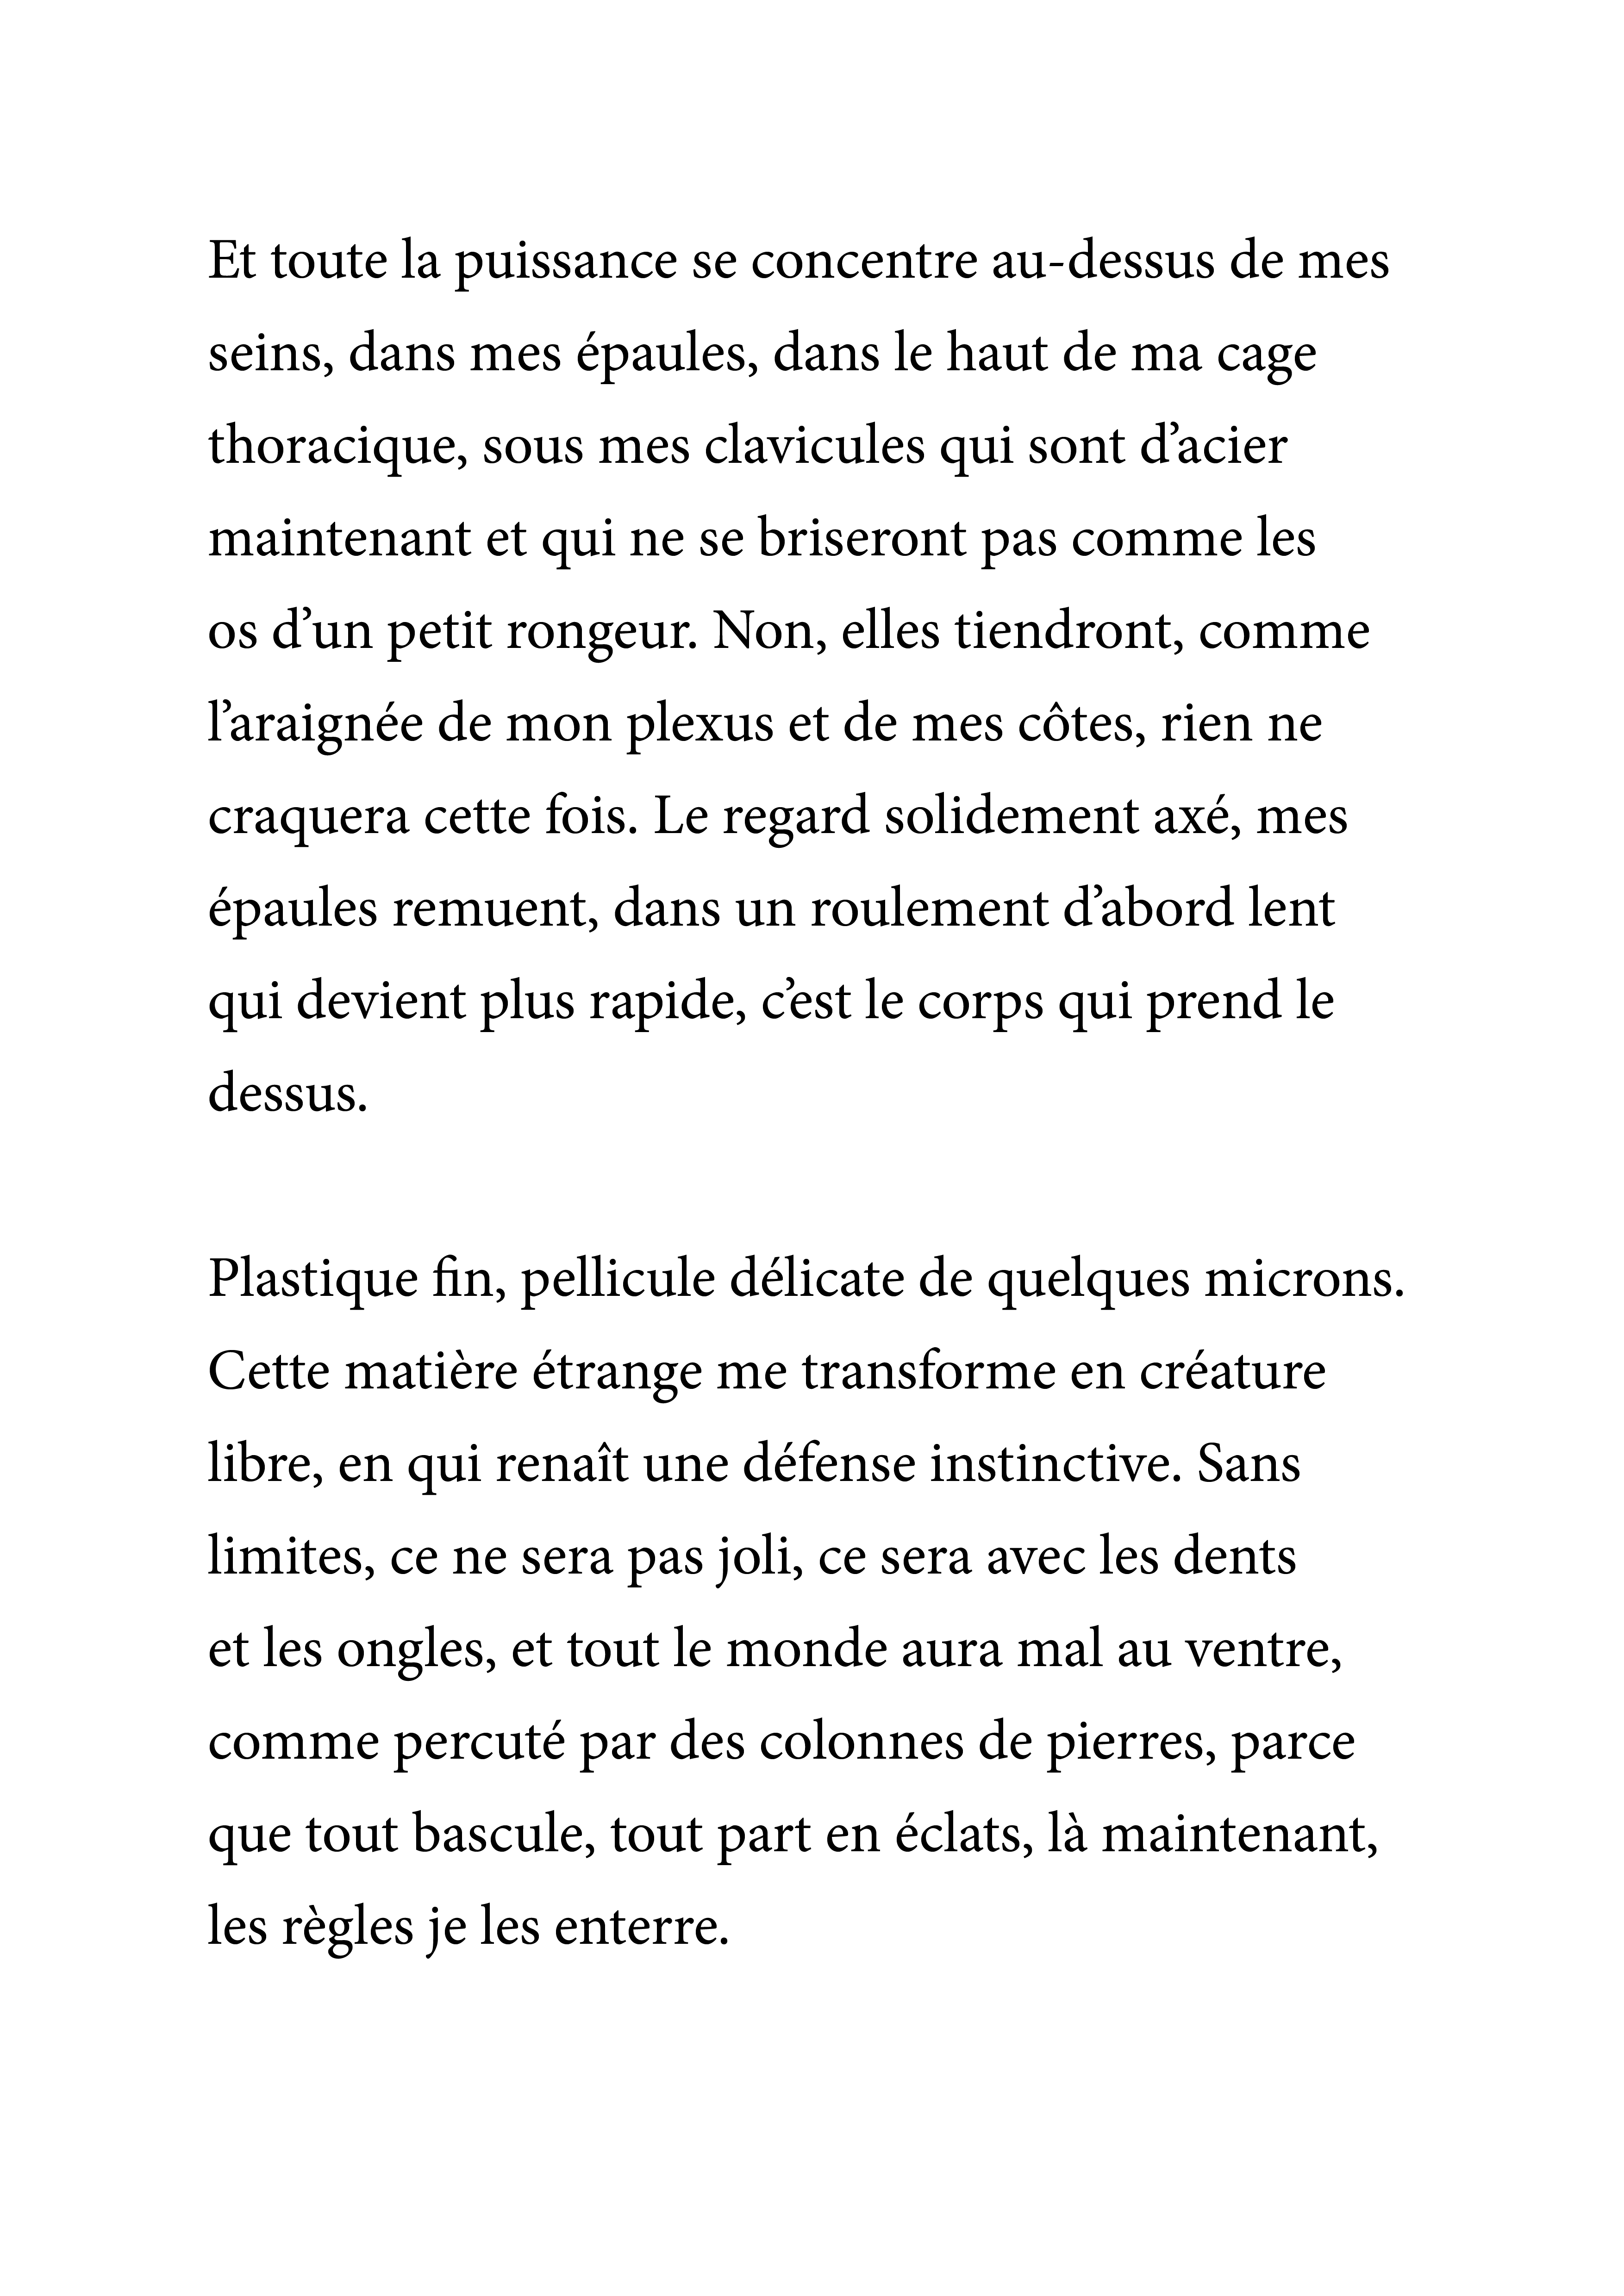 Et toute la puissance se concentre au-dessus de mes
seins, dans mes épaules, dans le haut de ma cage
thoracique, sous mes clavicules qui sont d’acier
maintenant et qui ne se briseront pas comme les
os d’un petit rongeur. Non, elles tiendront, comme
l’araignée de mon plexus et de mes côtes, rien ne
craquera cette fois. Le regard solidement axé, mes
épaules remuent, dans un roulement d’abord lent
qui devient plus rapide, c’est le corps qui prend le
dessus.

Plastique fin, pellicule délicate de quelques microns.
Cette matière étrange me transforme en créature
libre, en qui renaît une défense instinctive. Sans
limites, ce ne sera pas joli, ce sera avec les dents
et les ongles, et tout le monde aura mal au ventre,
comme percuté par des colonnes de pierres, parce
que tout bascule, tout part en éclats, là maintenant,
les règles je les enterre.